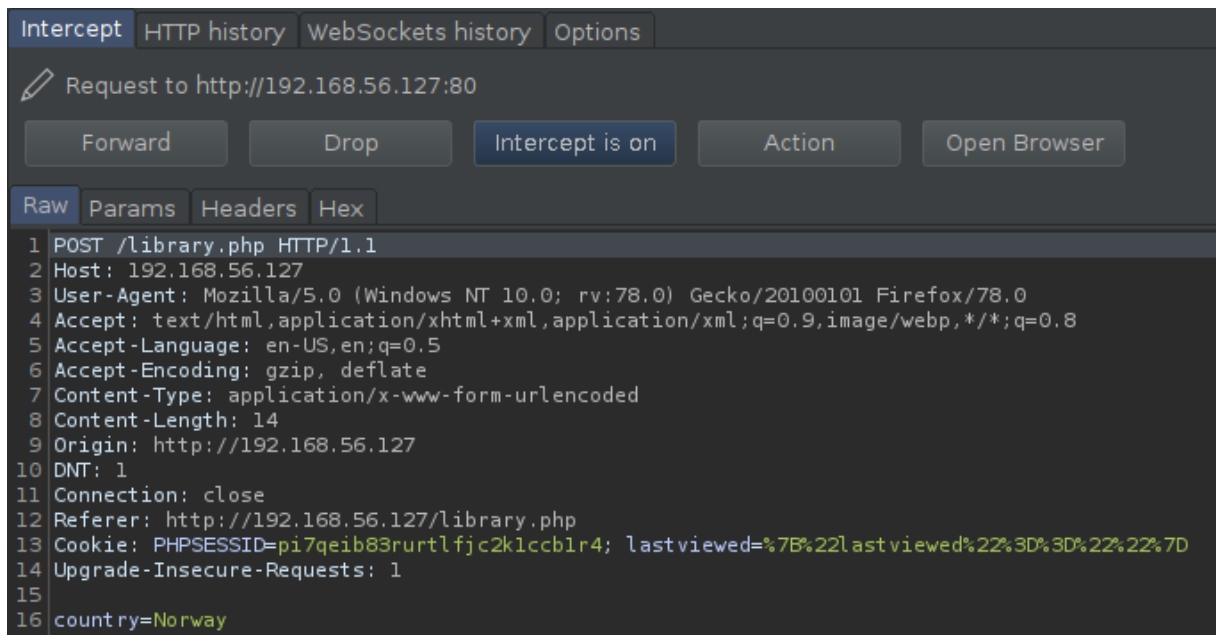 Intercept HTTP history WebSockets history Options
Request to http://192.168.56.127:80
Forward Drop Intercept is on Action Open Browser
Raw Params Headers Hex
1 POST /library.php HTTP/1.1
2 Host: 192.168.56.127
3 User-Agent: Mozilla/5.0 (Windows NT 10.0; rv:78.0) Gecko/20100101 Firefox/78.0
4 Accept: text/html,application/xhtml+xml,application/xml;q=0.9,image/webp,*/*;q=0.8
5 Accept-Language: en-US,en;q=0.5
6 Accept-Encoding: gzip, deflate
7 Content-Type: application/x-www-form-urlencoded
8 Content-Length: 14
9 Origin: http://192.168.56.127
10 DNT: 1
11 Connection: close
12 Referer: http://192.168.56.127/library.php
13 Cookie: PHPSESSID=pi7qeib83rurtlfjc2k1ccb1r4; lastviewed=%7B%22lastviewed%22%3D%3D%22%22%7D
14 Upgrade-Insecure-Requests: 1
15
16 country=Norway